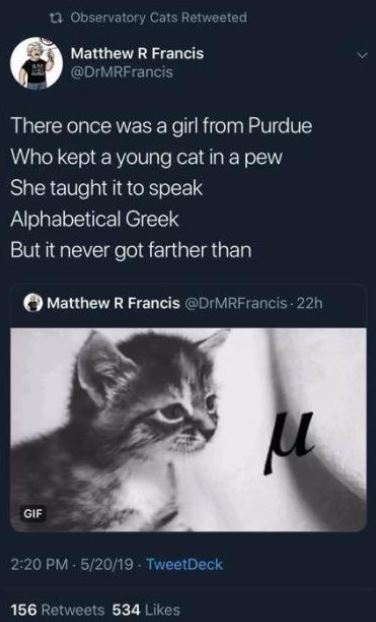 Observatory Cats Retweeted
Matthew R Francis
@DrMRFrancis
There once was a girl from Purdue
Who kept a young cat in a pew
She taught it to speak
Alphabetical Greek
But it never got farther than
Matthew R Francis @DrMRFrancis · 22h
μ
GIF
2:20 PM · 5/20/19 · TweetDeck
156 Retweets 534 Likes